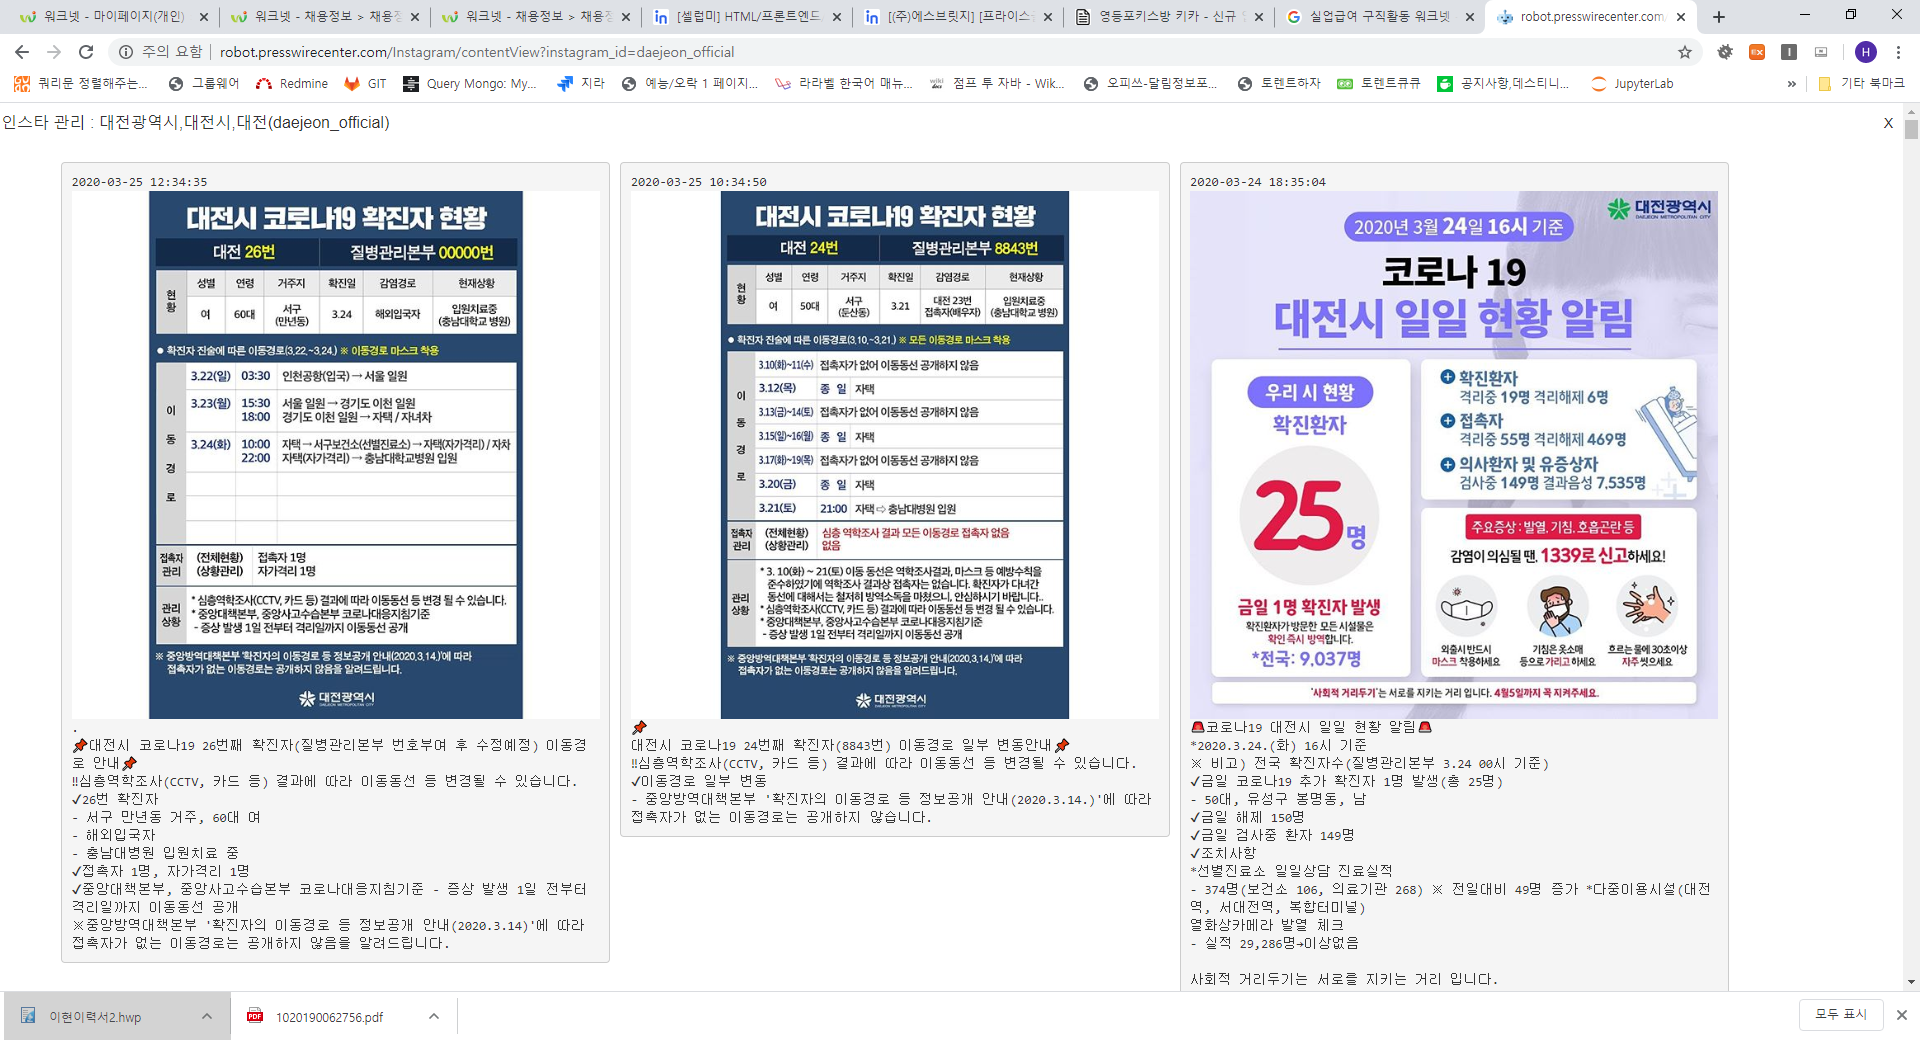 워크넷 - 마이페이지(개인)
워크넷 - 채용정보 > 채용정
워크넷 - 채용정보 > 채용정
[셀럽미] HTML/프론트엔드
[(주)에스브릿지] [프라이스
영등포키스방 키카 - 신규
실업급여 구직활동 워크넷
robot.presswirecenter.com
주의 요함 | robot.presswirecenter.com/Instagram/contentView?instagram_id=daejeon_official
쿼리문 정렬해주는...
그룹웨어
Redmine
GIT
Query Mongo: My...
지라
예능/오락 1 페이지...
라라벨 한국어 매뉴...
점프 투 자바 - Wik...
오피쓰-달림정보포...
토렌트하자
토렌트큐큐
공지사항,데스티니...
JupyterLab
기타 북마크
인스타 관리 : 대전광역시,대전시,대전(daejeon_official)
X
2020-03-25 12:34:35
대전시 코로나19 확진자 현황
대전 26번 질병관리본부 00000번
현황
성별 연령 거주지 확진일 감염경로 현재상황
여 60대 서구(만년동) 3.24 해외입국자 입원치료중(충남대학교 병원)
● 확진자 진술에 따른 이동경로(3.22.~3.24.) ※ 이동경로 마스크 착용
이동경로
3.22(일) 03:30 인천공항(입국) → 서울 일원
3.23(월) 15:30 서울 일원 → 경기도 이천 일원
18:00 경기도 이천 일원 → 자택 / 자녀차
3.24(화) 10:00 자택 → 서구보건소(선별진료소) → 자택(자가격리) / 자차
22:00 자택(자가격리) → 충남대학교병원 입원
접촉자 관리
(전체현황) 접촉자 1명
(상황관리) 자가격리 1명
관리상황
* 심층역학조사(CCTV, 카드 등) 결과에 따라 이동동선 등 변경 될 수 있습니다.
* 중앙대책본부, 중앙사고수습본부 코로나대응지침기준
- 증상 발생 1일 전부터 격리일까지 이동동선 공개
※ 중앙방역대책본부 '확진자의 이동경로 등 정보공개 안내(2020.3.14.)'에 따라
접촉자가 없는 이동경로는 공개하지 않음을 알려드립니다.
대전광역시
DAEJEON METROPOLITAN CITY
.
📌대전시 코로나19 26번째 확진자(질병관리본부 번호부여 후 수정예정) 이동경
로 안내📌
‼심층역학조사(CCTV, 카드 등) 결과에 따라 이동동선 등 변경될 수 있습니다.
✓26번 확진자
- 서구 만년동 거주, 60대 여
- 해외입국자
- 충남대병원 입원치료 중
✓접촉자 1명, 자가격리 1명
✓중앙대책본부, 중앙사고수습본부 코로나대응지침기준 - 증상 발생 1일 전부터
격리일까지 이동동선 공개
※중앙방역대책본부 '확진자의 이동경로 등 정보공개 안내(2020.3.14)'에 따라
접촉자가 없는 이동경로는 공개하지 않음을 알려드립니다.
2020-03-25 10:34:50
대전시 코로나19 확진자 현황
대전 24번 질병관리본부 8843번
현황
성별 연령 거주지 확진일 감염경로 현재상황
여 50대 서구(둔산동) 3.21 대전 23번 접촉자(배우자) 입원치료중(충남대학교 병원)
● 확진자 진술에 따른 이동경로(3.10.~3.21.) ※ 모든 이동경로 마스크 착용
이동경로
3.10(화)~11(수) 접촉자가 없어 이동동선 공개하지 않음
3.12(목) 종 일 자택
3.13(금)~14(토) 접촉자가 없어 이동동선 공개하지 않음
3.15(일)~16(월) 종 일 자택
3.17(화)~19(목) 접촉자가 없어 이동동선 공개하지 않음
3.20(금) 종 일 자택
3.21(토) 21:00 자택 ⇨ 충남대병원 입원
접촉자 관리
(전체현황) 심층 역학조사 결과 모든 이동경로 접촉자 없음
(상황관리) 없음
관리상황
* 3. 10(화) ~ 21(토) 이동 동선은 역학조사결과, 마스크 등 예방수칙을
준수하였기에 역학조사 결과상 접촉자는 없습니다. 확진자가 다녀간
동선에 대해서는 철저히 방역소독을 마쳤으니, 안심하시기 바랍니다..
* 심층역학조사(CCTV, 카드 등) 결과에 따라 이동동선 등 변경 될 수 있습니다.
* 중앙대책본부, 중앙사고수습본부 코로나대응지침기준
- 증상 발생 1일 전부터 격리일까지 이동동선 공개
※ 중앙방역대책본부 '확진자의 이동경로 등 정보공개 안내(2020.3.14.)'에 따라
접촉자가 없는 이동경로는 공개하지 않음을 알려드립니다.
대전광역시
DAEJEON METROPOLITAN CITY
📌
대전시 코로나19 24번째 확진자(8843번) 이동경로 일부 변동안내📌
‼심층역학조사(CCTV, 카드 등) 결과에 따라 이동동선 등 변경될 수 있습니다.
✓이동경로 일부 변동
- 중앙방역대책본부 '확진자의 이동경로 등 정보공개 안내(2020.3.14.)'에 따라
접촉자가 없는 이동경로는 공개하지 않습니다.
2020-03-24 18:35:04
대전광역시
DAEJEON METROPOLITAN CITY
2020년 3월 24일 16시 기준
코로나 19
대전시 일일 현황 알림
우리 시 현황
확진환자
25명
금일 1명 확진자 발생
확진환자가 방문한 모든 시설물은
확인 즉시 방역합니다.
*전국: 9,037명
확진환자
격리중 19명 격리해제 6명
접촉자
격리중 55명 격리해제 469명
의사환자 및 유증상자
검사중 149명 결과음성 7,535명
주요증상 : 발열, 기침, 호흡곤란 등
감염이 의심될 땐, 1339로 신고하세요!
외출시 반드시
마스크 착용하세요
기침은 옷소매
등으로 가리고 하세요
흐르는 물에 30초이상
자주 씻으세요
'사회적 거리두기'는 서로를 지키는 거리 입니다. 4월5일까지 꼭 지켜주세요.
🚨코로나19 대전시 일일 현황 알림🚨
*2020.3.24.(화) 16시 기준
※ 비고) 전국 확진자수(질병관리본부 3.24 00시 기준)
✓금일 코로나19 추가 확진자 1명 발생(총 25명)
- 50대, 유성구 봉명동, 남
✓금일 해제 150명
✓금일 검사중 환자 149명
✓조치사항
*선별진료소 일일상담 진료실적
- 374명(보건소 106, 의료기관 268) ※ 전일대비 49명 증가 *다중이용시설(대전
역, 서대전역, 복합터미널)
열화상카메라 발열 체크
- 실적 29,286명→이상없음
사회적 거리두기는 서로를 지키는 거리 입니다.
이현이력서2.hwp
1020190062756.pdf
모두 표시